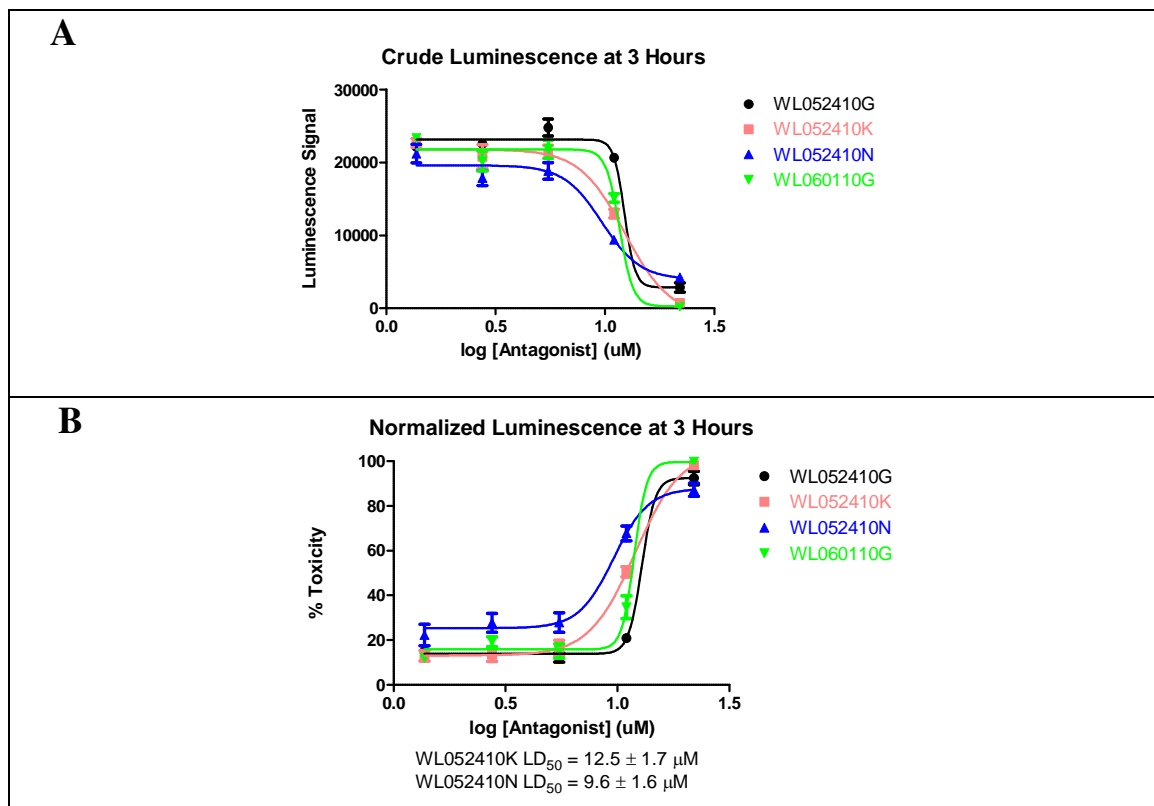 A
Crude Luminescence at 3 Hours
30000
20000
10000
0
Luminescence Signal
0.0 0.5 1.0 1.5
log [Antagonist] (uM)
WL052410G
WL052410K
WL052410N
WL060110G
B
Normalized Luminescence at 3 Hours
100
80
60
40
20
0
% Toxicity
0.0 0.5 1.0 1.5
log [Antagonist] (uM)
WL052410G
WL052410K
WL052410N
WL060110G
WL052410K LD50 = 12.5 ± 1.7 μM
WL052410N LD50 = 9.6 ± 1.6 μM